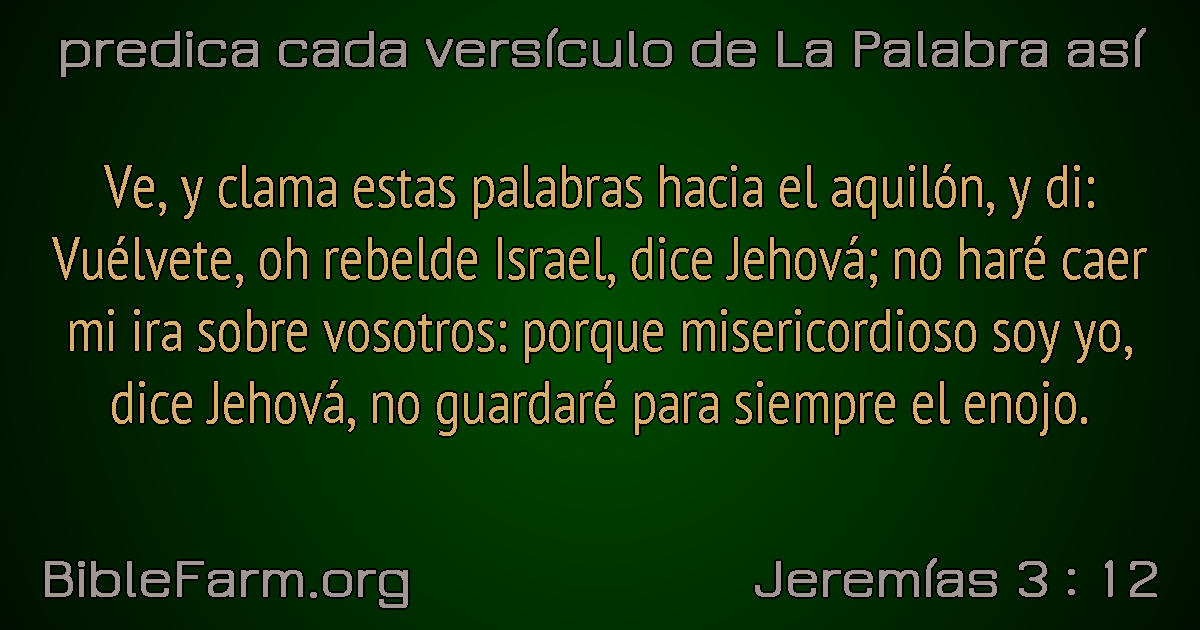 predica cada versículo de La Palabra así
Ve, y clama estas palabras hacia el aquilón, y di:
Vuélvete, oh rebelde Israel, dice Jehová; no haré caer
mi ira sobre vosotros: porque misericordioso soy yo,
dice Jehová, no guardaré para siempre el enojo.
BibleFarm.org
Jeremías 3 : 12